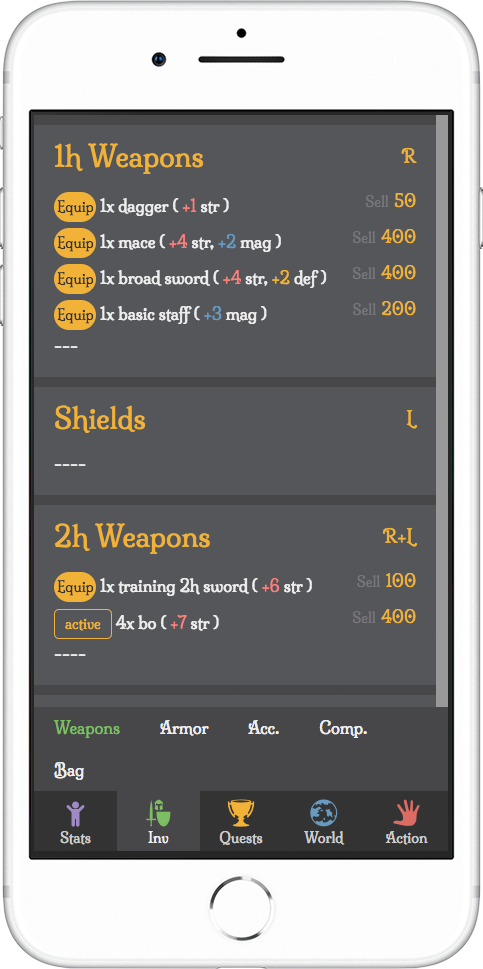 1h Weapons R
Equip 1x dagger ( +1 str ) Sell 50
Equip 1x mace ( +4 str, +2 mag ) Sell 400
Equip 1x broad sword ( +4 str, +2 def ) Sell 400
Equip 1x basic staff ( +3 mag ) Sell 200
---
Shields L
----
2h Weapons R+L
Equip 1x training 2h sword ( +6 str ) Sell 100
active 4x bo ( +7 str ) Sell 400
----
Weapons Armor Acc. Comp.
Bag
Stats Inv Quests World Action